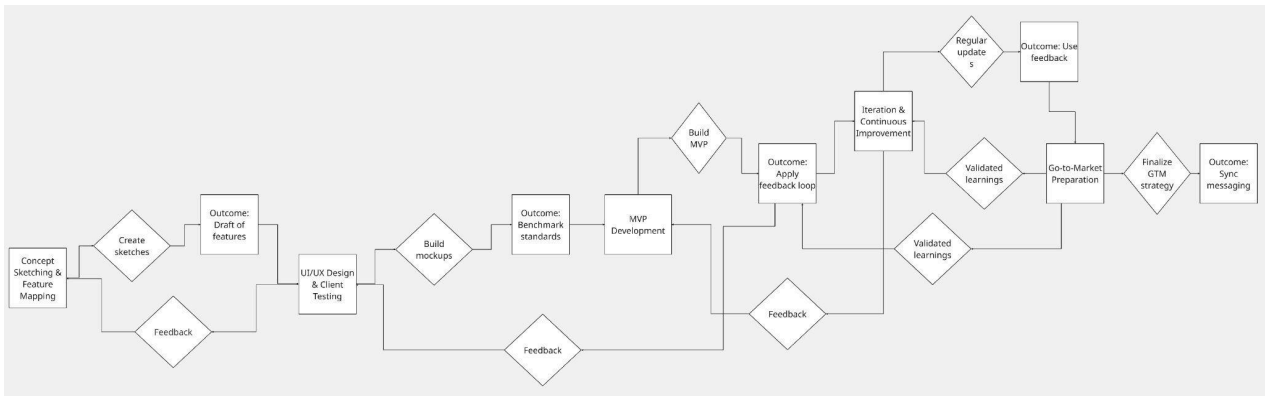 Concept
Sketching &
Feature
Mapping
Create
sketches
Feedback
Outcome:
Draft of
features
UI/UX Design
& Client
Testing
Build
mockups
Feedback
Outcome:
Benchmark
standards
MVP
Development
Build
MVP
Feedback
Outcome:
Apply
feedback loop
Iteration &
Continuous
Improvement
Regular
update
s
Outcome: Use
feedback
Validated
learnings
Validated
learnings
Go-to-Market
Preparation
Finalize
GTM
strategy
Outcome:
Sync
messaging